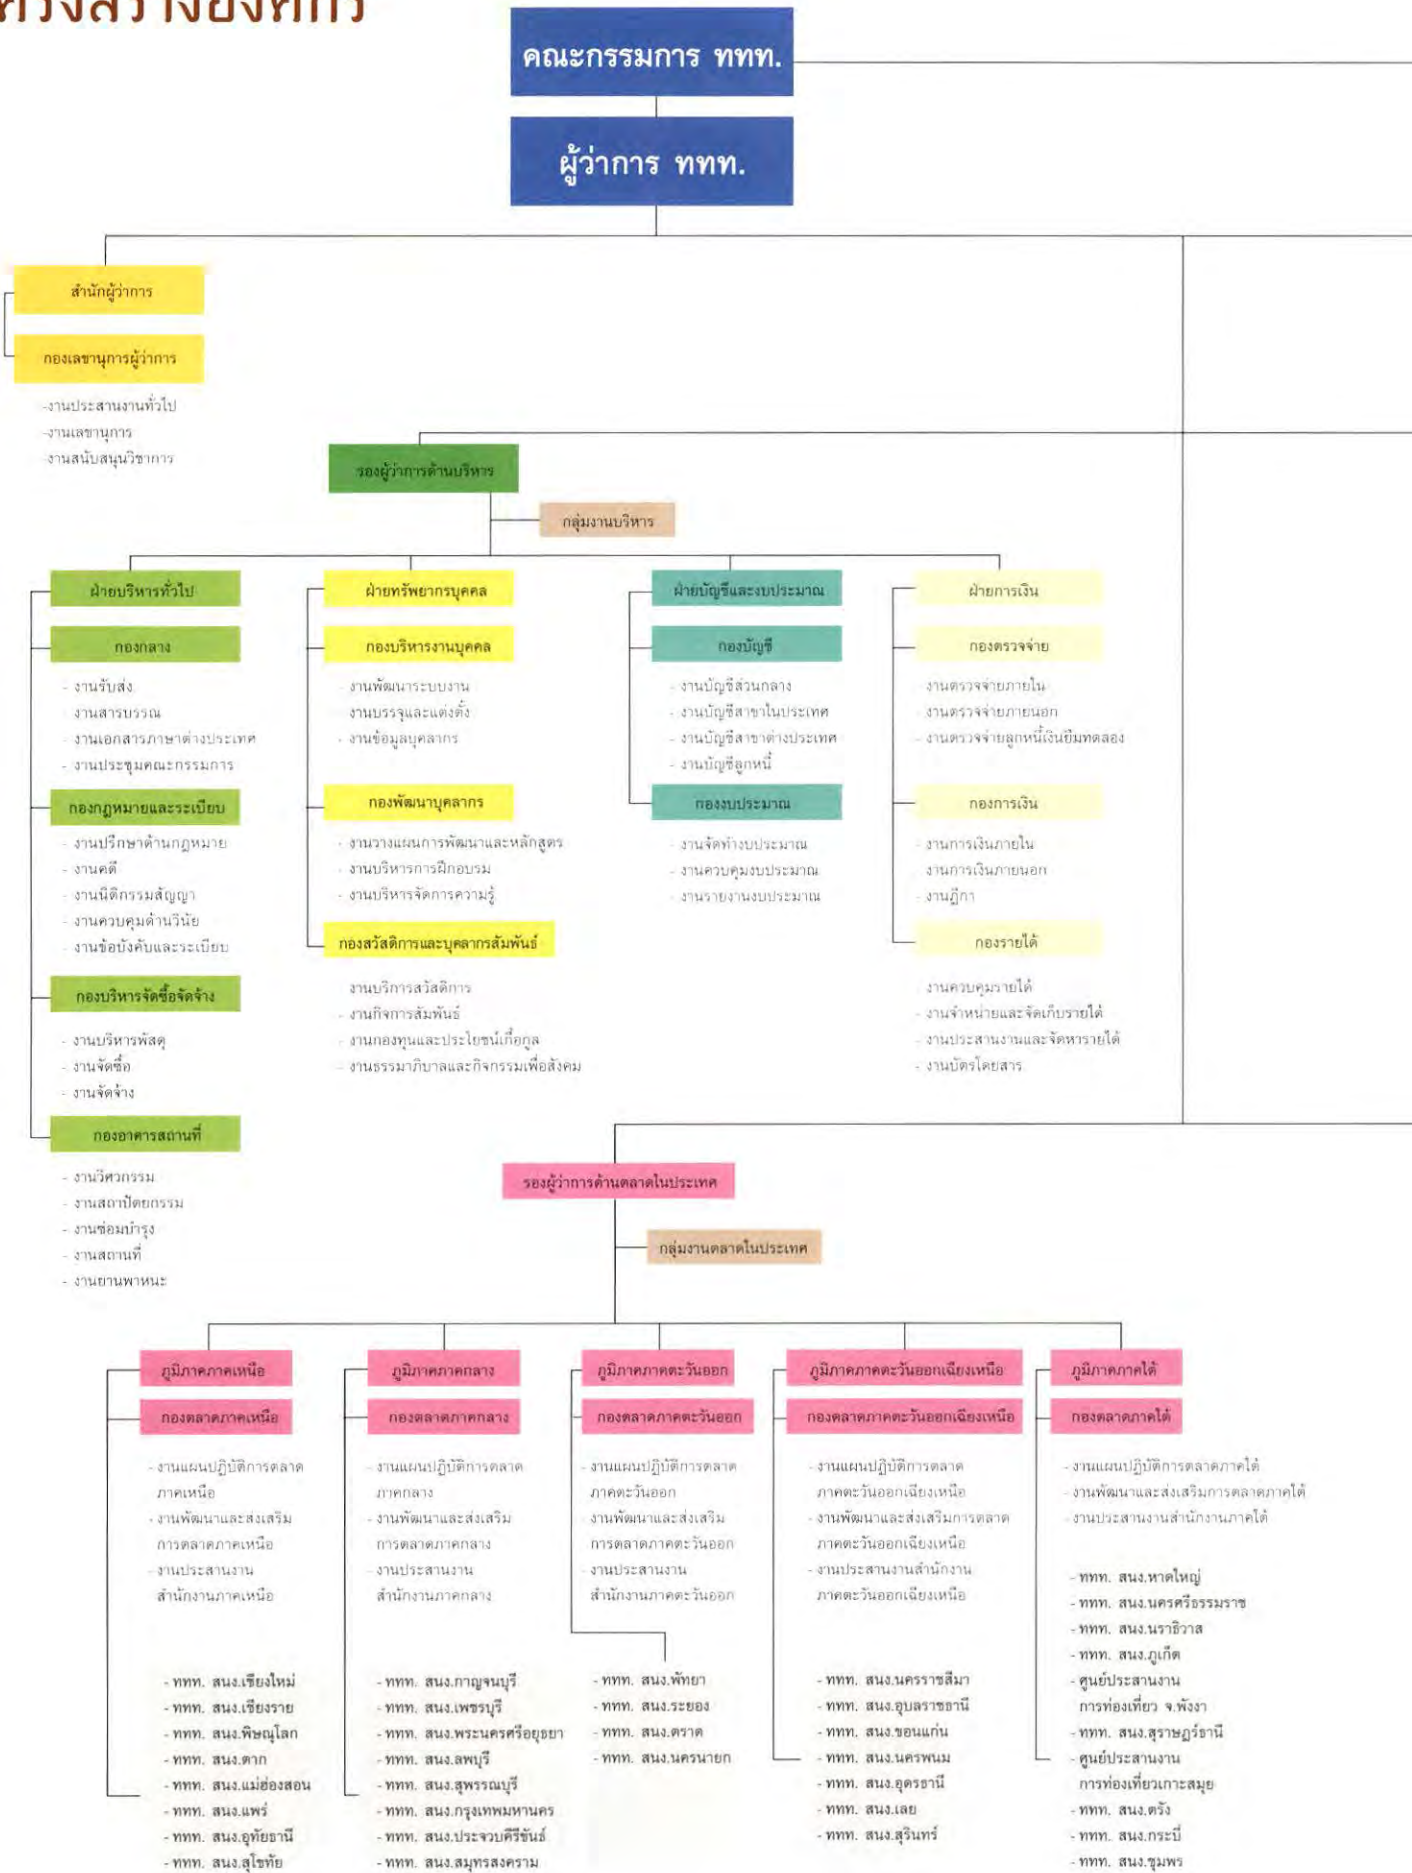 คณะกรรมการ ททท.
ผู้ว่าการ ททท.
สำนักผู้ว่าการ
กองเลขานุการผู้ว่าการ
-งานประสานงานทั่วไป
-งานเลขานุการ
-งานสนับสนุนวิชาการ
รองผู้ว่าการด้านบริหาร
กลุ่มงานบริหาร
ฝ่ายบริหารทั่วไป
กองกลาง
- งานรับส่ง
- งานสารบรรณ
- งานเอกสารภาษาต่างประเทศ
- งานประชุมคณะกรรมการ
กองกฎหมายและระเบียบ
- งานปรึกษาด้านกฎหมาย
- งานคดี
- งานนิติกรรมสัญญา
- งานควบคุมด้านวินัย
- งานข้อบังคับและระเบียบ
กองบริหารจัดซื้อจัดจ้าง
- งานบริหารพัสดุ
- งานจัดซื้อ
- งานจัดจ้าง
กองอาคารสถานที่
- งานวิศวกรรม
- งานสถาปัตยกรรม
- งานซ่อมบำรุง
- งานสถานที่
- งานยานพาหนะ
ฝ่ายทรัพยากรบุคคล
กองบริหารงานบุคคล
- งานพัฒนาระบบงาน
งานบรรจุและแต่งตั้ง
- งานข้อมูลบุคลากร
กองพัฒนาบุคลากร
- งานวางแผนการพัฒนาและหลักสูตร
- งานบริหารการฝึกอบรม
- งานบริหารจัดการความรู้
กองสวัสดิการและบุคลากรสัมพันธ์
งานบริการสวัสดิการ
- งานกิจการสัมพันธ์
- งานกองทุนและประโยชน์เกื้อกูล
- งานธรรมาภิบาลและกิจกรรมเพื่อสังคม
ฝ่ายบัญชีและงบประมาณ
กองบัญชี
- งานบัญชีส่วนกลาง
- งานบัญชีสาขาในประเทศ
- งานบัญชีสาขาต่างประเทศ
- งานบัญชีลูกหนี้
กองงบประมาณ
- งานจัดทำงบประมาณ
- งานควบคุมงบประมาณ
- งานรายงานงบประมาณ
ฝ่ายการเงิน
กองตรวจจ่าย
งานตรวจจ่ายภายใน
งานตรวจจ่ายภายนอก
- งานตรวจจ่ายลูกหนี้เงินยืมทดลอง
กองการเงิน
- งานการเงินภายใน
งานการเงินภายนอก
- งานฎีกา
กองรายได้
งานควบคุมรายได้
- งานจำหน่ายและจัดเก็บรายได้
- งานประสานงานและจัดหารายได้
- งานบัตรโดยสาร
รองผู้ว่าการด้านตลาดในประเทศ
กลุ่มงานตลาดในประเทศ
ภูมิภาคภาคเหนือ
กองตลาดภาคเหนือ
- งานแผนปฏิบัติการตลาด
ภาคเหนือ
- งานพัฒนาและส่งเสริม
การตลาดภาคเหนือ
- งานประสานงาน
สำนักงานภาคเหนือ
- ททท. สนง.เชียงใหม่
- ททท. สนง.เชียงราย
- ททท. สนง.พิษณุโลก
- ททท. สนง.ตาก
- ททท. สนง.แม่ฮ่องสอน
- ททท. สนง.แพร่
- ททท. สนง.อุทัยธานี
- ททท. สนง.สุโขทัย
ภูมิภาคภาคกลาง
กองตลาดภาคกลาง
- งานแผนปฏิบัติการตลาด
ภาคกลาง
- งานพัฒนาและส่งเสริม
การตลาดภาคกลาง
- งานประสานงาน
สำนักงานภาคกลาง
- ททท. สนง.กาญจนบุรี
- ททท. สนง.เพชรบุรี
- ททท. สนง.พระนครศรีอยุธยา
- ททท. สนง.ลพบุรี
- ททท. สนง.สุพรรณบุรี
- ททท. สนง.กรุงเทพมหานคร
- ททท. สนง.ประจวบคีรีขันธ์
- ททท. สนง.สมุทรสงคราม
ภูมิภาคภาคตะวันออก
กองตลาดภาคตะวันออก
- งานแผนปฏิบัติการตลาด
ภาคตะวันออก
งานพัฒนาและส่งเสริม
การตลาดภาคตะวันออก
- งานประสานงาน
สำนักงานภาคตะวันออก
- ททท. สนง.พัทยา
- ททท. สนง.ระยอง
- ททท. สนง.ตราด
- ททท. สนง.นครนายก
ภูมิภาคภาคตะวันออกเฉียงเหนือ
กองตลาดภาคตะวันออกเฉียงเหนือ
- งานแผนปฏิบัติการตลาด
ภาคตะวันออกเฉียงเหนือ
- งานพัฒนาและส่งเสริมการตลาด
ภาคตะวันออกเฉียงเหนือ
- งานประสานงานสำนักงาน
ภาคตะวันออกเฉียงเหนือ
- ททท. สนง.นครราชสีมา
- ททท. สนง.อุบลราชธานี
- ททท. สนง.ขอนแก่น
- ททท. สนง.นครพนม
- ททท. สนง.อุดรธานี
- ททท. สนง.เลย
- ททท. สนง.สุรินทร์
ภูมิภาคภาคใต้
กองตลาดภาคใต้
- งานแผนปฏิบัติการตลาดภาคใต้
- งานพัฒนาและส่งเสริมการตลาดภาคใต้
- งานประสานงานสำนักงานภาคใต้
- ททท. สนง.หาดใหญ่
- ททท. สนง.นครศรีธรรมราช
- ททท. สนง.นราธิวาส
- ททท. สนง.ภูเก็ต
- ศูนย์ประสานงาน
การท่องเที่ยว จ.พังงา
- ททท. สนง.สุราษฎร์ธานี
- ศูนย์ประสานงาน
การท่องเที่ยวเกาะสมุย
- ททท. สนง.ตรัง
- ททท. สนง.กระบี่
- ททท. สนง.ชุมพร